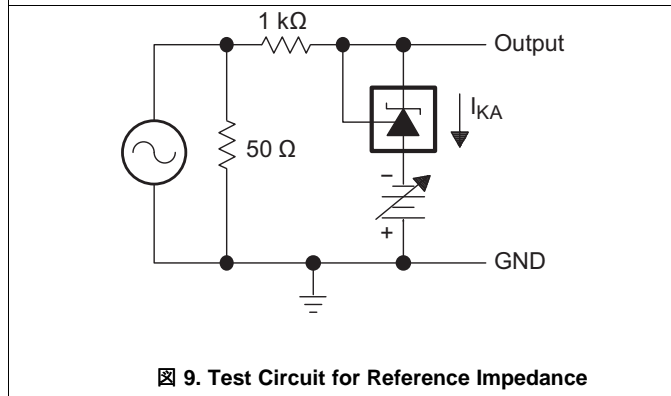 1 kΩ
Output
I_KA
50 Ω
−
+
GND
図 9. Test Circuit for Reference Impedance